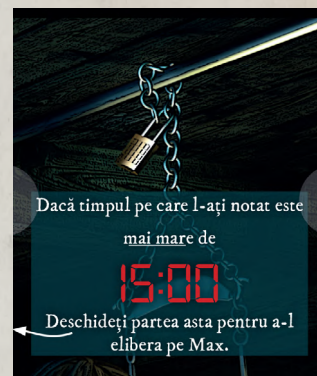 Dacă timpul pe care l-ați notat este
mai mare de
15:00
Deschideți partea asta pentru a-l
elibera pe Max.